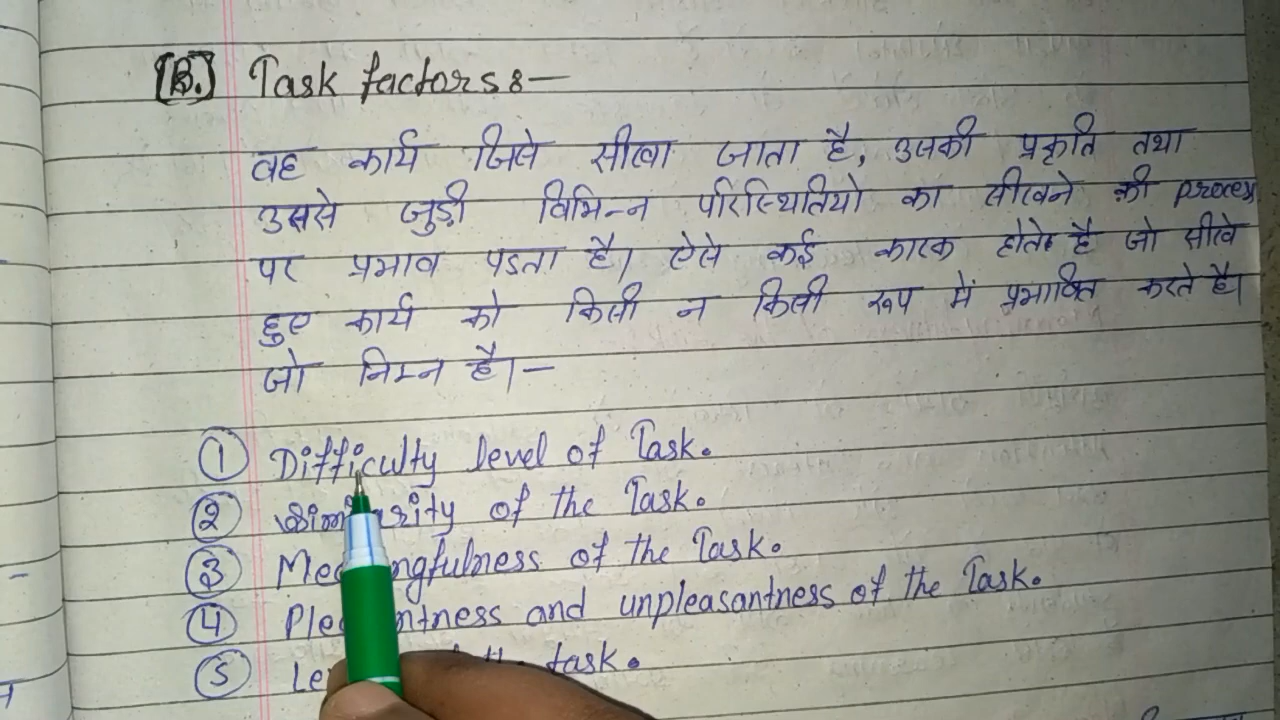 [B.] Task factors:-
वह कार्य जिसे सीखा जाता है, उसकी प्रकृति तथा
उससे जुड़ी विभिन्न परिस्थितियो का सीखने की process
पर प्रभाव पडता है। ऐसे कई कारक होते है जो सीखे
हुए कार्य को किसी न किसी रूप में प्रभावित करते है।
जो निम्न है।-
① Difficulty level of Task.
② of the Task.
③ of the Task.
④ and unpleasantness of the Task.
⑤ task.